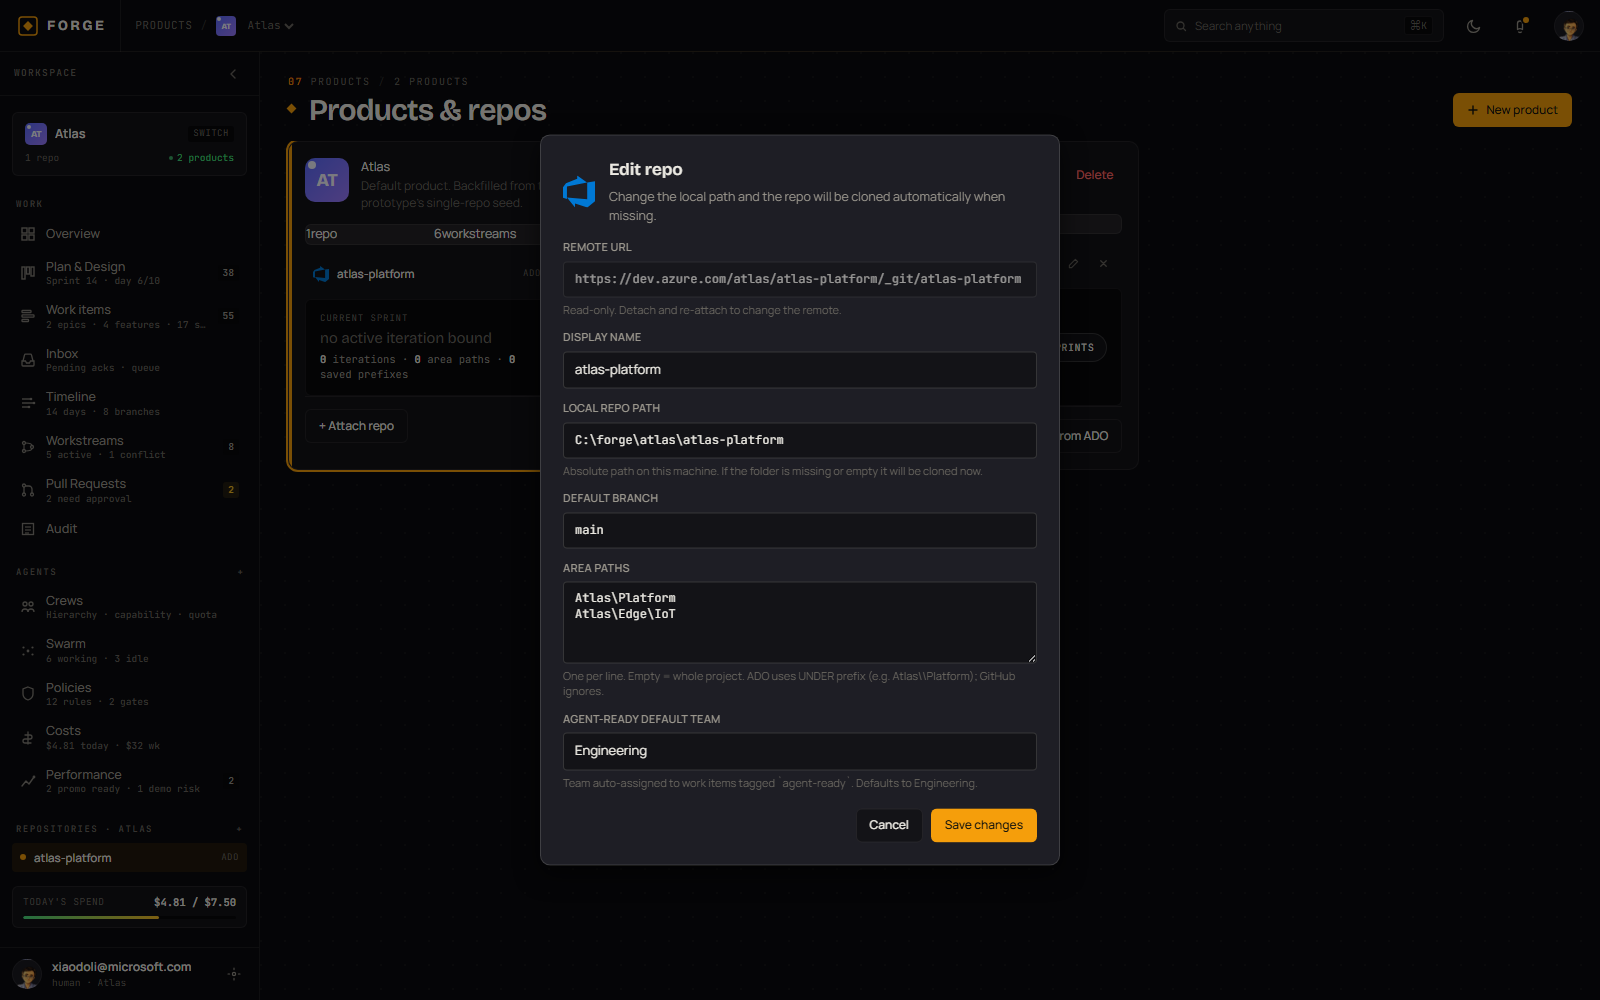 FORGE
PRODUCTS / AT Atlas
Search anything ⌘K
WORKSPACE
AT Atlas SWITCH
1 repo 2 products
WORK
Overview
Plan & Design 38
Sprint 14 · day 6/10
Work items 55
2 epics · 4 features · 17 s…
Inbox
Pending acks · queue
Timeline
14 days · 8 branches
Workstreams 8
5 active · 1 conflict
Pull Requests 2
2 need approval
Audit
AGENTS +
Crews
Hierarchy · capability · quota
Swarm
6 working · 3 idle
Policies
12 rules · 2 gates
Costs
$4.81 today · $32 wk
Performance 2
2 promo ready · 1 demo risk
REPOSITORIES · ATLAS +
atlas-platform ADO
TODAY'S SPEND $4.81 / $7.50
xiaodoli@microsoft.com
human · Atlas
07 PRODUCTS / 2 PRODUCTS
Products & repos
+ New product
AT Atlas
Default product. Backfilled from
prototype's single-repo seed.
Delete
1repo 6workstreams
atlas-platform ADO
CURRENT SPRINT
no active iteration bound
0 iterations · 0 area paths · 0
saved prefixes
+ Attach repo
RINTS
rom ADO
Edit repo
Change the local path and the repo will be cloned automatically when
missing.
REMOTE URL
https://dev.azure.com/atlas/atlas-platform/_git/atlas-platform
Read-only. Detach and re-attach to change the remote.
DISPLAY NAME
atlas-platform
LOCAL REPO PATH
C:\forge\atlas\atlas-platform
Absolute path on this machine. If the folder is missing or empty it will be cloned now.
DEFAULT BRANCH
main
AREA PATHS
Atlas\Platform
Atlas\Edge\IoT
One per line. Empty = whole project. ADO uses UNDER prefix (e.g. Atlas\\Platform); GitHub
ignores.
AGENT-READY DEFAULT TEAM
Engineering
Team auto-assigned to work items tagged `agent-ready`. Defaults to Engineering.
Cancel
Save changes